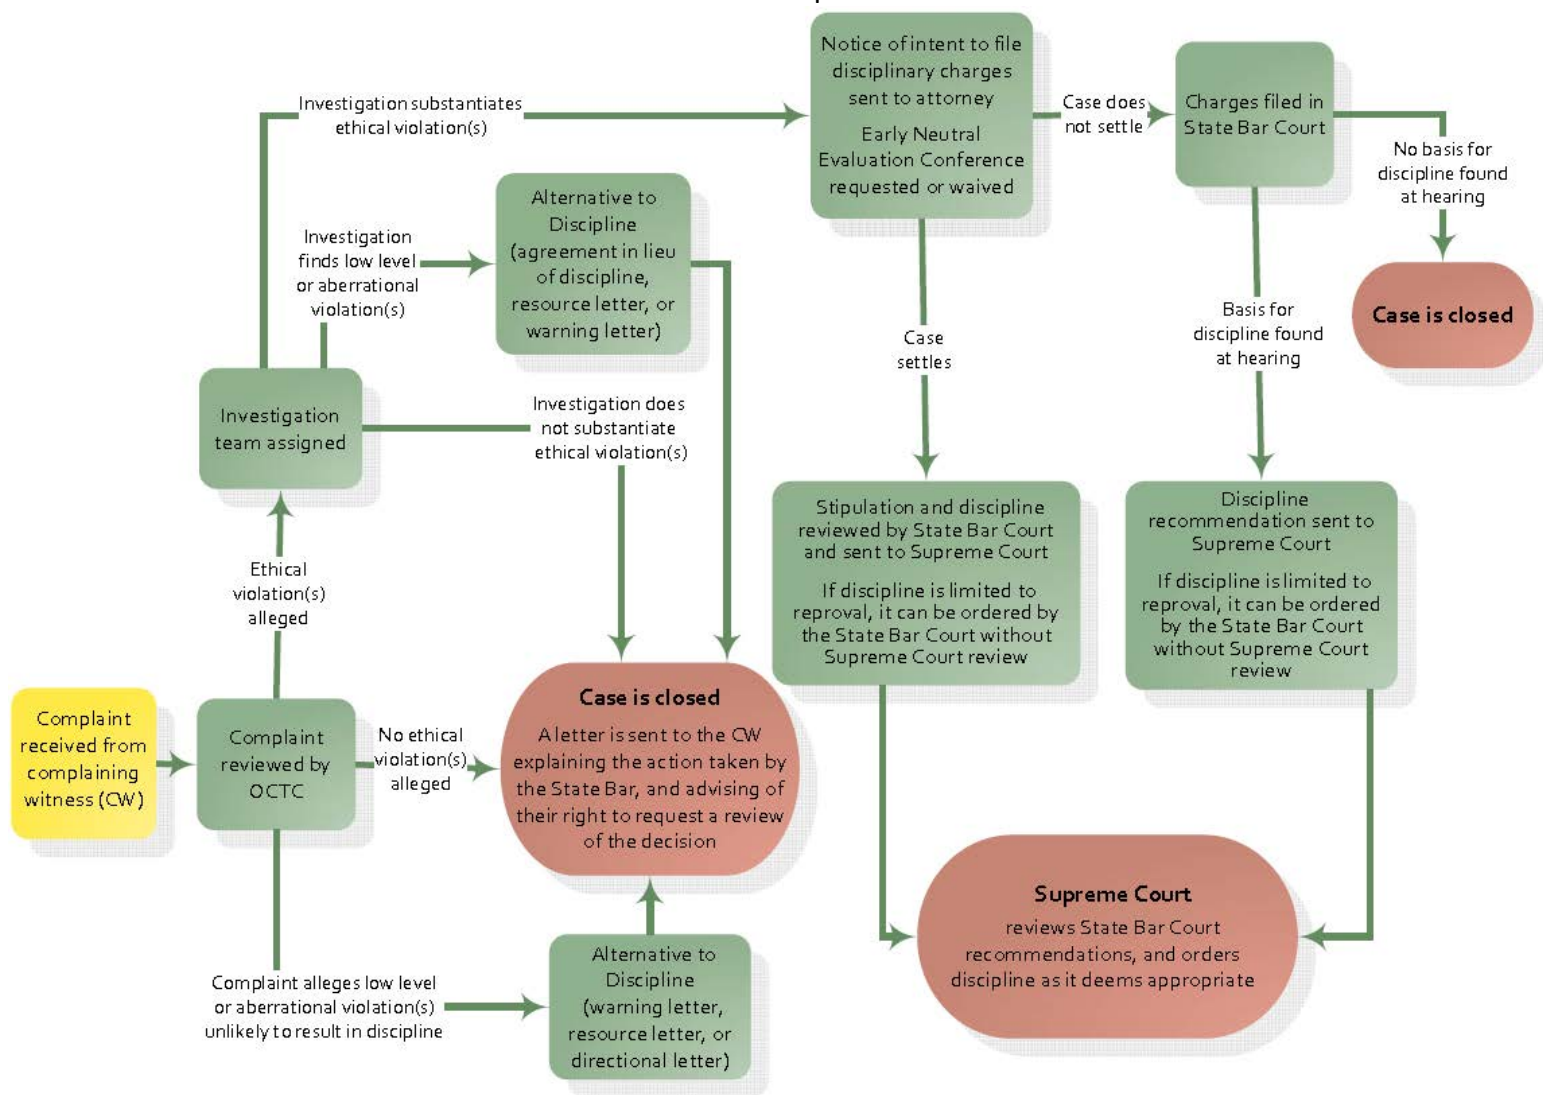 Complaint
received from
complaining
witness (CW)
Complaint
reviewed by
OCTC
Ethical
violation(s)
alleged
No ethical
violation(s)
alleged
Complaint alleges low level
or aberrational violation(s)
unlikely to result in discipline
Alternative to
Discipline
(warning letter,
resource letter, or
directional letter)
Investigation
team assigned
Investigation substantiates
ethical violation(s)
Investigation
finds low level
or aberrational
violation(s)
Alternative to
Discipline
(agreement in lieu
of discipline,
resource letter, or
warning letter)
Investigation does
not substantiate
ethical violation(s)
Case is closed
A letter is sent to the CW
explaining the action taken by
the State Bar, and advising of
their right to request a review
of the decision
Notice of intent to file
disciplinary charges
sent to attorney
Early Neutral
Evaluation Conference
requested or waived
Case does
not settle
Case
settles
Stipulation and discipline
reviewed by State Bar Court
and sent to Supreme Court
If discipline is limited to
reproval, it can be ordered by
the State Bar Court without
Supreme Court review
Charges filed in
State Bar Court
No basis for
discipline found
at hearing
Case is closed
Basis for
discipline found
at hearing
Discipline
recommendation sent to
Supreme Court
If discipline is limited to
reproval, it can be ordered
by the State Bar Court
without Supreme Court
review
Supreme Court
reviews State Bar Court
recommendations, and orders
discipline as it deems appropriate